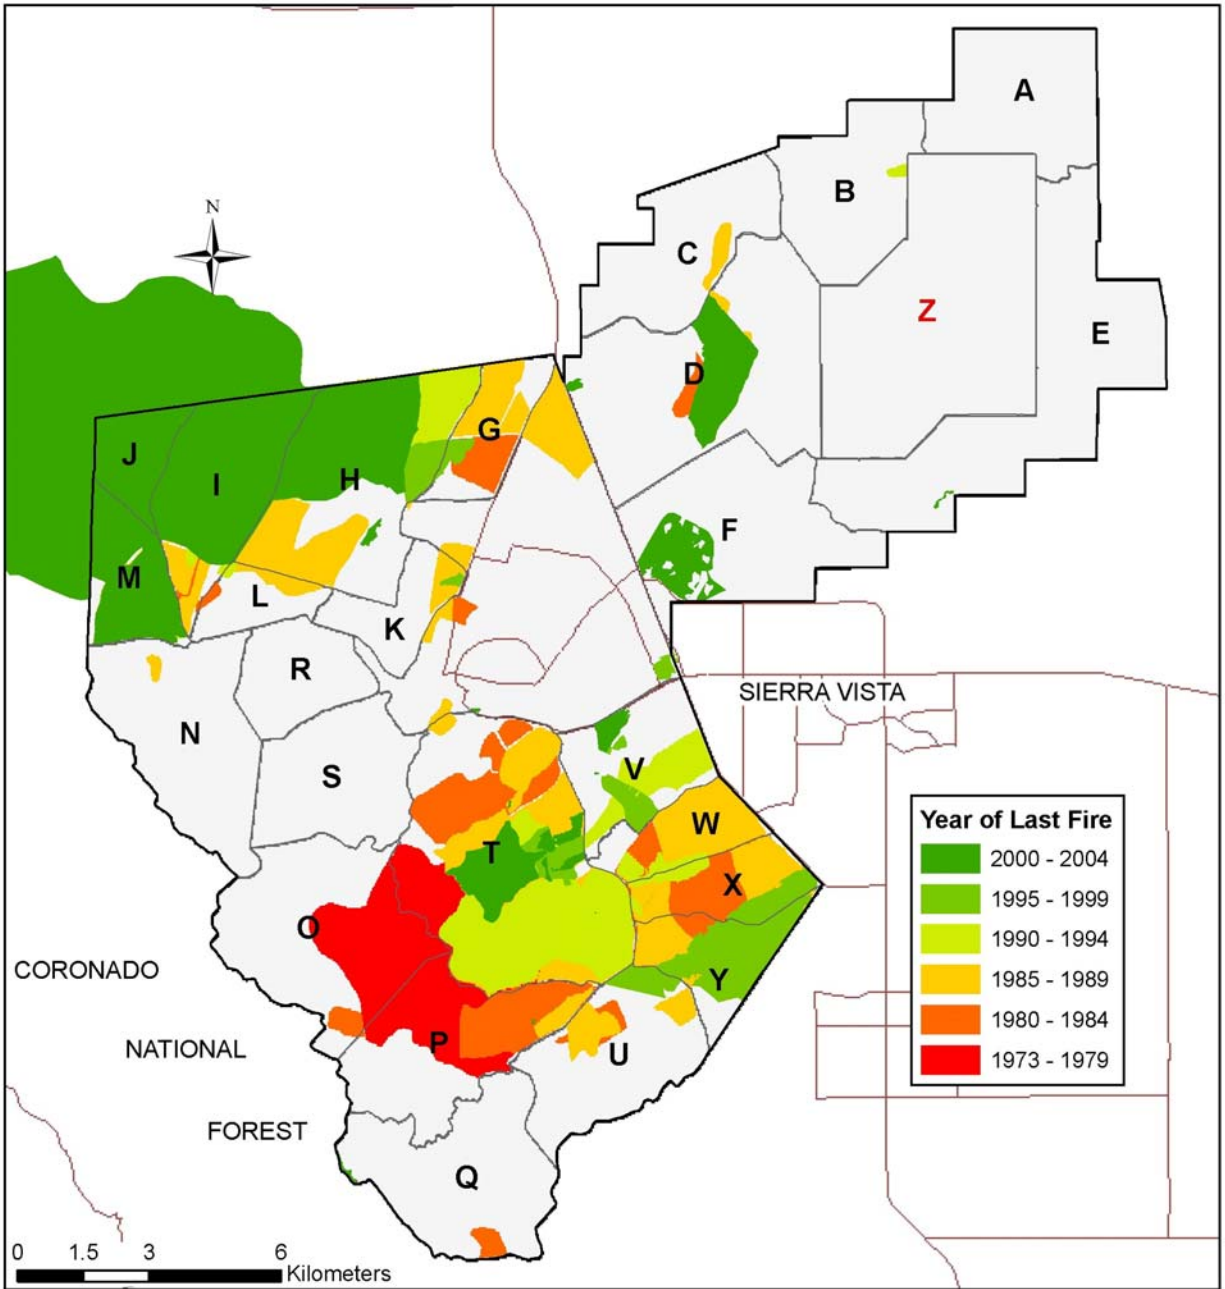 A
B
N
C
Z
E
D
G
J
I
H
F
M
L
K
R
SIERRA VISTA
N
S
V
W
Year of Last Fire
2000 - 2004
T
X
1995 - 1999
O
1990 - 1994
CORONADO
Y
1985 - 1989
1980 - 1984
NATIONAL
P
U
1973 - 1979
FOREST
Q
0 1.5 3 6
Kilometers